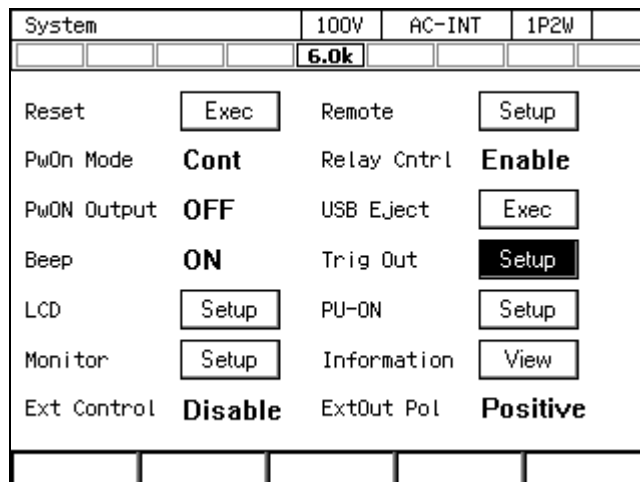 System 100V AC-INT 1P2W
6.0k
Reset Exec Remote Setup
PwOn Mode Cont Relay Cntrl Enable
PwON Output OFF USB Eject Exec
Beep ON Trig Out Setup
LCD Setup PU-ON Setup
Monitor Setup Information View
Ext Control Disable ExtOut Pol Positive